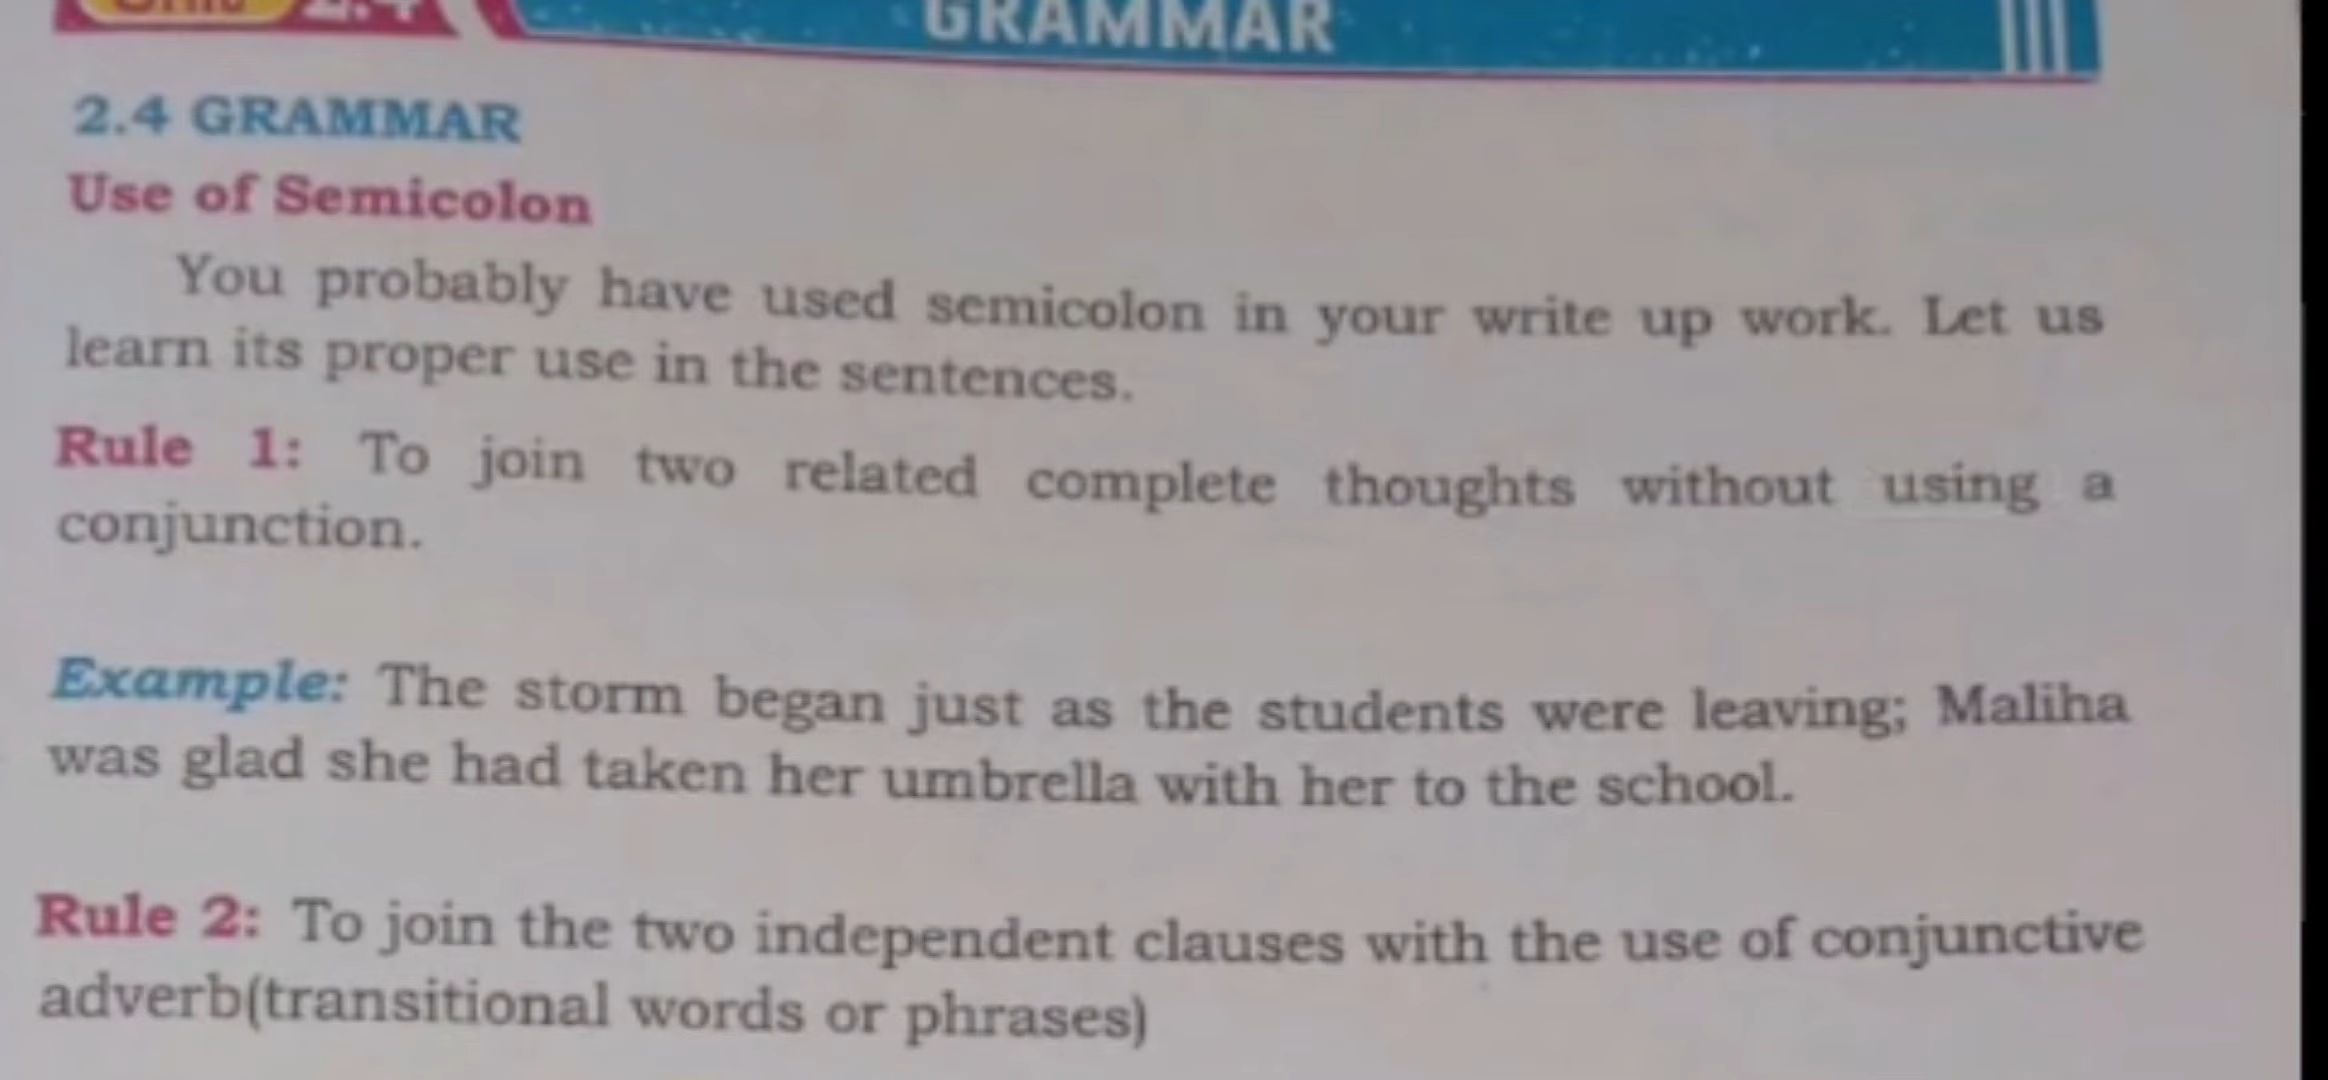 Unit 2.4 GRAMMAR
2.4 GRAMMAR
Use of Semicolon
You probably have used semicolon in your write up work. Let us
learn its proper use in the sentences.
Rule 1: To join two related complete thoughts without using a
conjunction.
Example: The storm began just as the students were leaving; Maliha
was glad she had taken her umbrella with her to the school.
Rule 2: To join the two independent clauses with the use of conjunctive
adverb(transitional words or phrases)